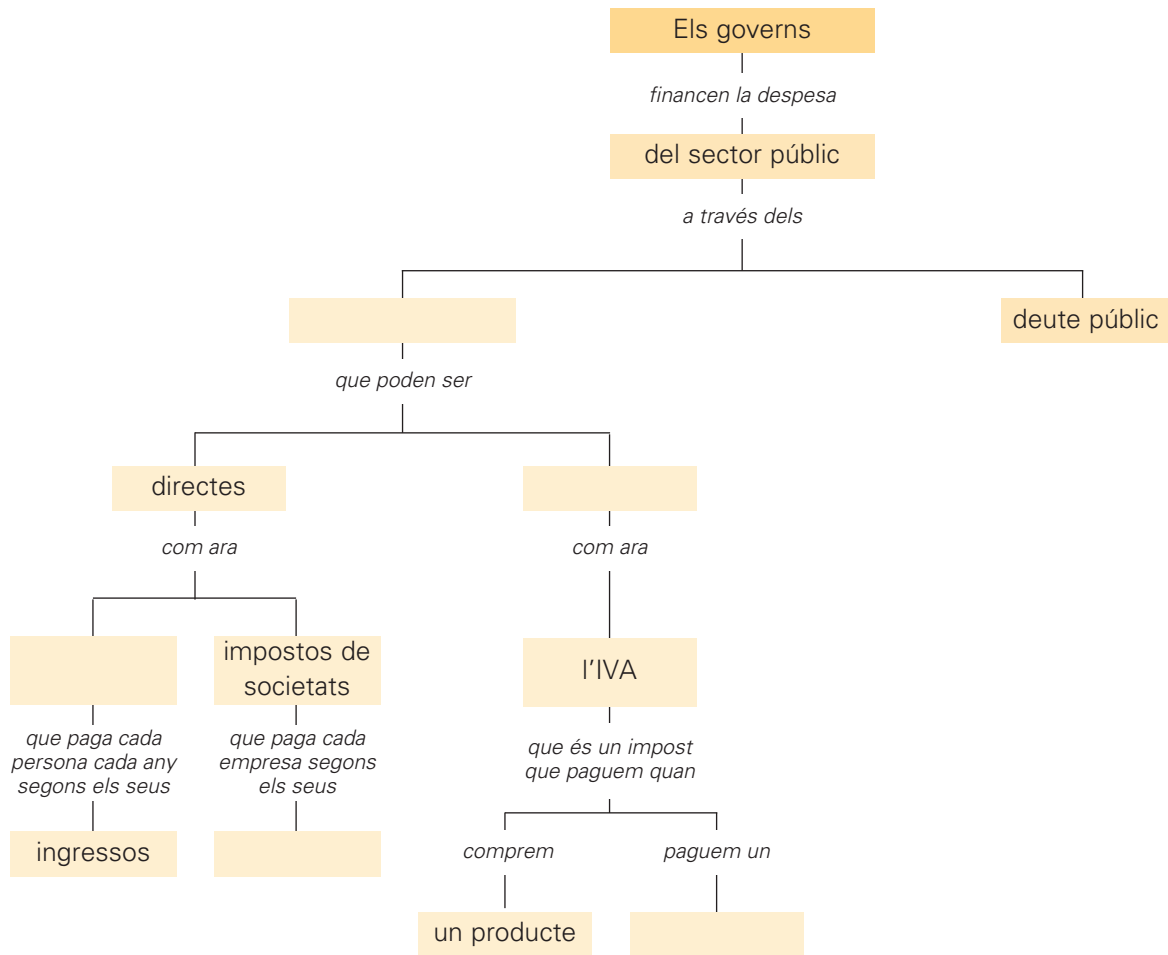 Els governs
financen la despesa
del sector públic
a través dels
deute públic
que poden ser
directes
com ara
com ara
impostos de
societats
l'IVA
que paga cada
persona cada any
segons els seus
que paga cada
empresa segons
els seus
que és un impost
que paguem quan
ingressos
comprem
paguem un
un producte